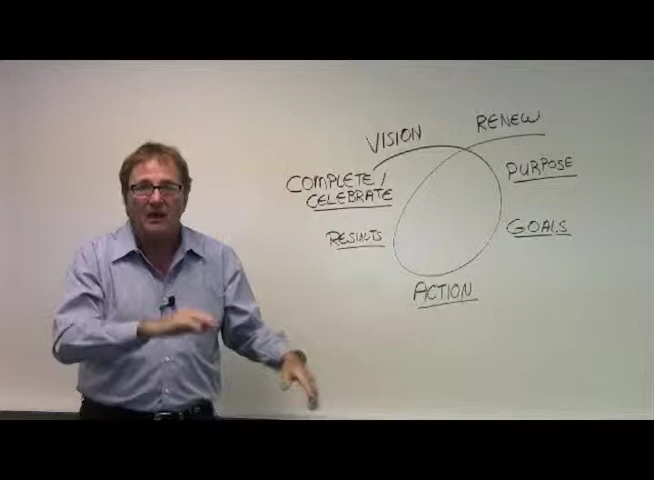 VISION
RENEW
PURPOSE
GOALS
ACTION
RESULTS
COMPLETE/
CELEBRATE